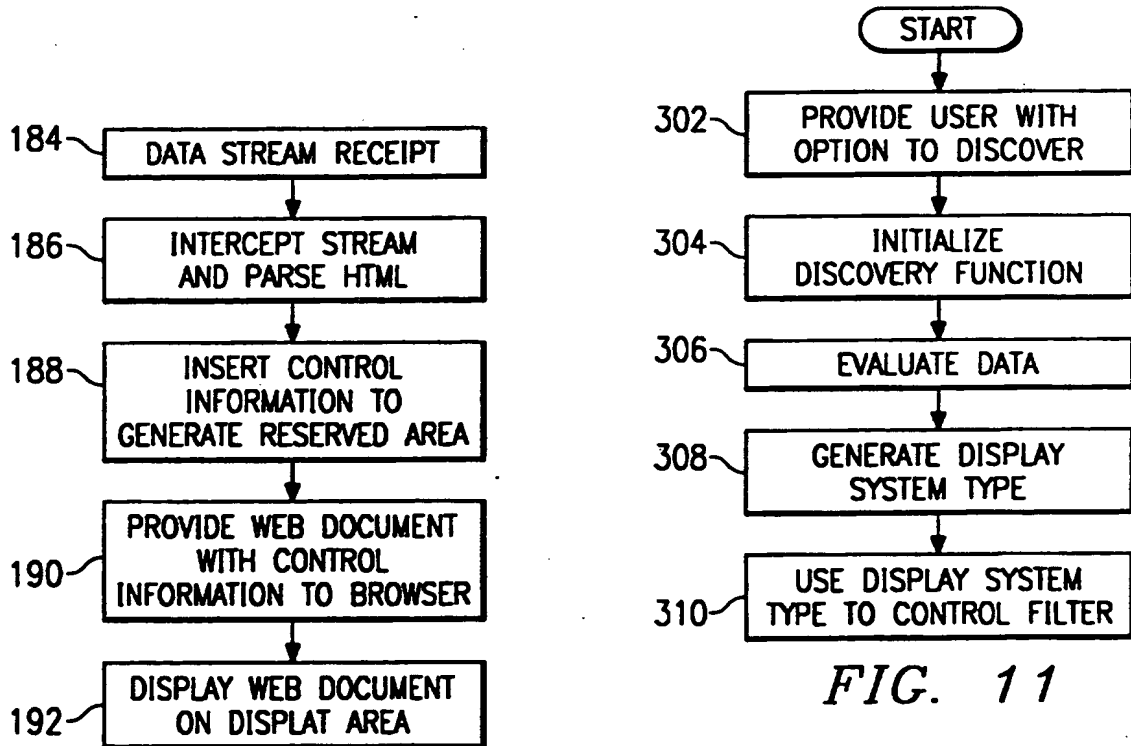 184
DATA STREAM RECEIPT
186
INTERCEPT STREAM
AND PARSE HTML
188
INSERT CONTROL
INFORMATION TO
GENERATE RESERVED AREA
190
PROVIDE WEB DOCUMENT
WITH CONTROL
INFORMATION TO BROWSER
192
DISPLAY WEB DOCUMENT
ON DISPLAT AREA
START
302
PROVIDE USER WITH
OPTION TO DISCOVER
304
INITIALIZE
DISCOVERY FUNCTION
306
EVALUATE DATA
308
GENERATE DISPLAY
SYSTEM TYPE
310
USE DISPLAY SYSTEM
TYPE TO CONTROL FILTER
FIG. 11